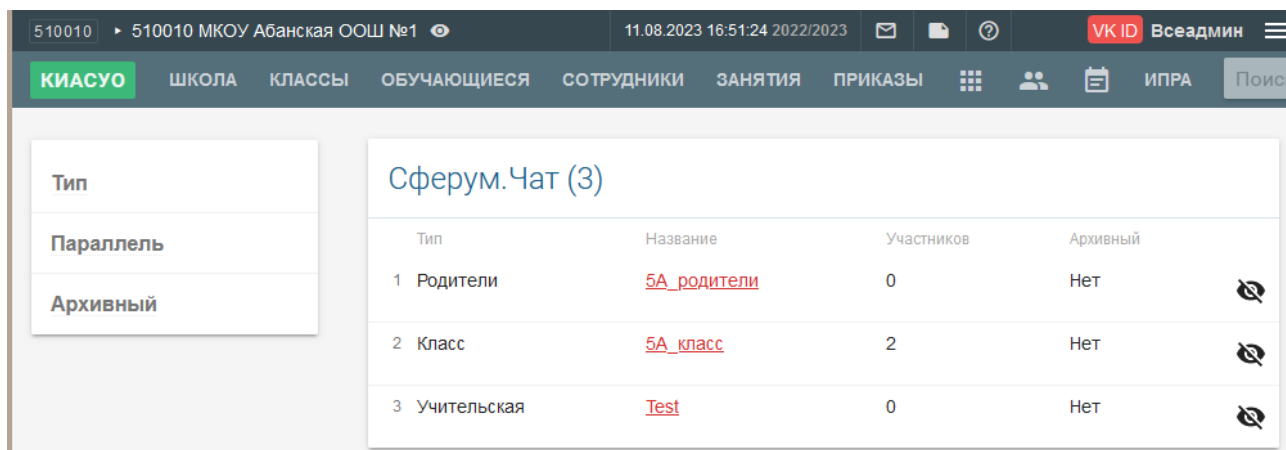 510010 ‣ 510010 МКОУ Абанская ООШ №1 11.08.2023 16:51:24 2022/2023 VK ID Всеадмин
КИАСУО ШКОЛА КЛАССЫ ОБУЧАЮЩИЕСЯ СОТРУДНИКИ ЗАНЯТИЯ ПРИКАЗЫ ИПРА Поис
Тип
Параллель
Архивный
Сферум.Чат (3)
Тип Название Участников Архивный
1 Родители 5А_родители 0 Нет
2 Класс 5А_класс 2 Нет
3 Учительская Test 0 Нет